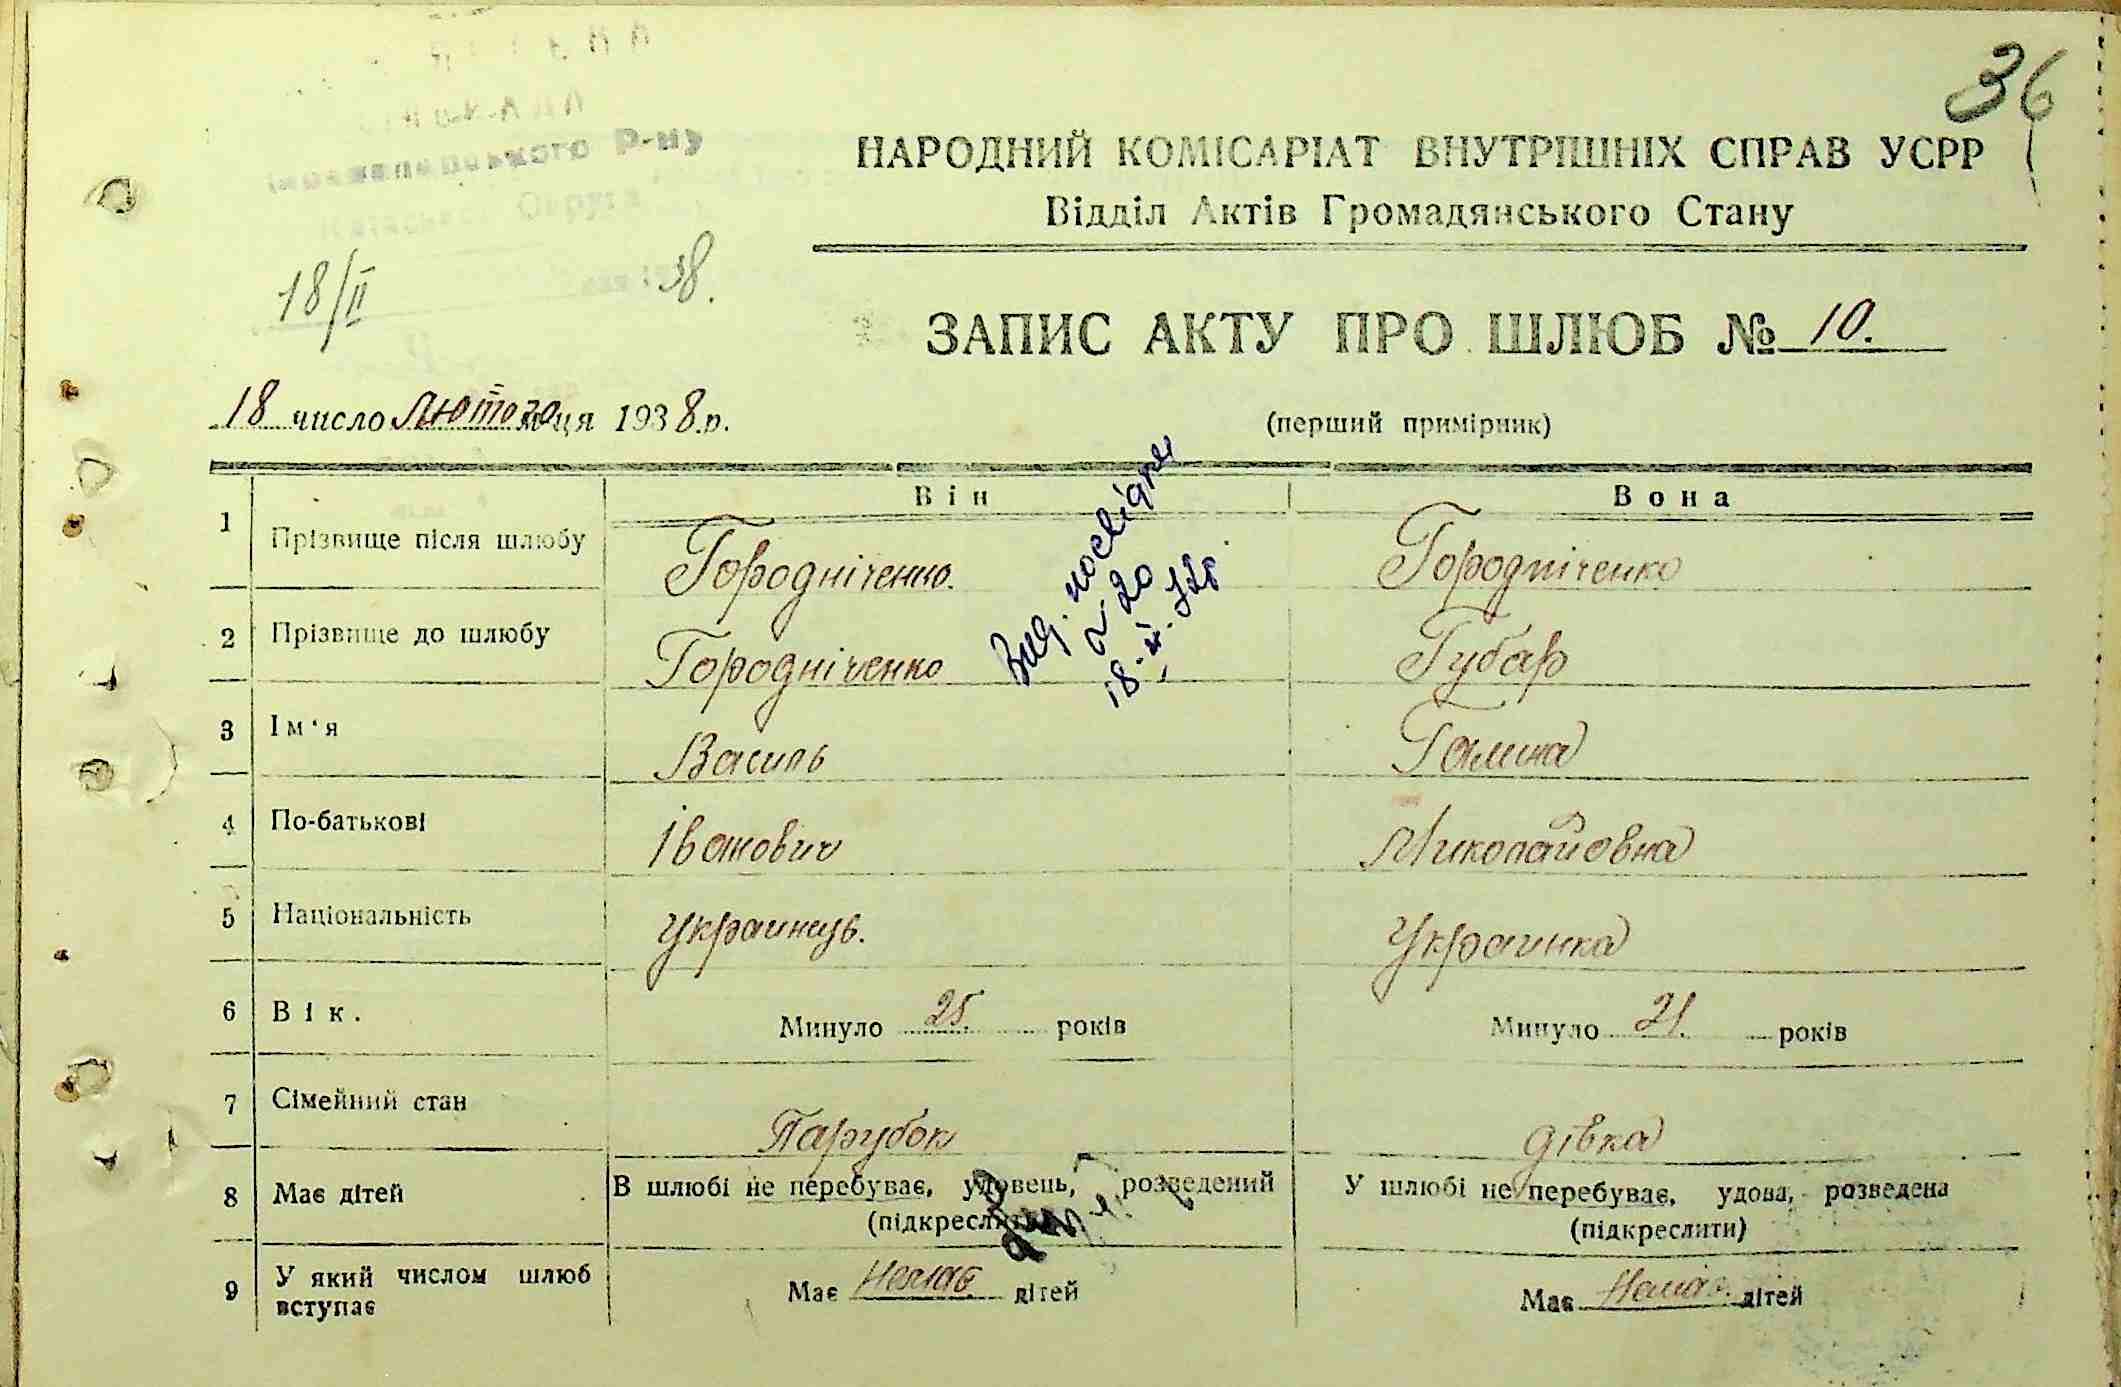 36
р-ну
Округа
18/II 38.
НАРОДНИЙ КОМІСАРІАТ ВНУТРІШНІХ СПРАВ УСРР
Відділ Актів Громадянського Стану
ЗАПИС АКТУ ПРО ШЛЮБ № 10.
18 число лютого м-ця 1938 р.
(перший примірник)
Він Вона
1 Прізвище після шлюбу Городніченко. Городніченко
2 Прізвище до шлюбу Городніченко Губар
3 Ім'я Василь Галина
4 По-батькові Іванович Миколайовна
5 Національність Украинець. Украинка
6 Вік. Минуло 25. років Минуло 21. років
7 Сімейний стан Парубок дівка
8 Має дітей В шлюбі не перебуває, удовець, розведений У шлюбі не перебуває, удова, розведена
(підкреслити) (підкреслити)
9 У який числом шлюб вступає Має Немає. дітей Має Немає. дітей